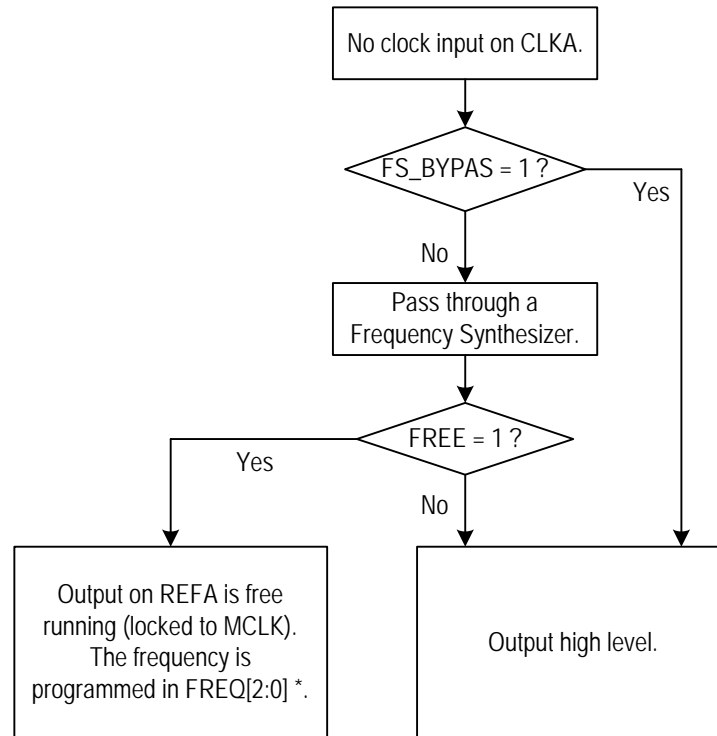 No clock input on CLKA.
FS_BYPAS = 1 ?
Yes
No
Pass through a
Frequency Synthesizer.
FREE = 1 ?
Yes
No
Output on REFA is free
running (locked to MCLK).
The frequency is
programmed in FREQ[2:0] *.
Output high level.